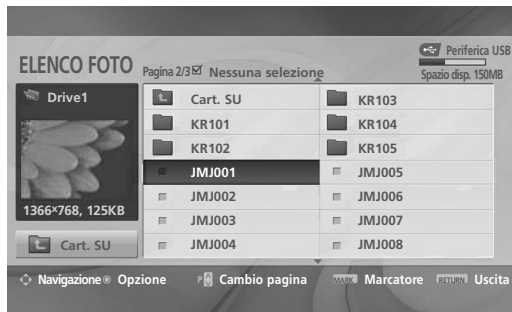 Periferica USB
ELENCO FOTO
Pagina 2/3
Nessuna selezione
Spazio disp. 150MB
Drive1
1366×768, 125KB
Cart. SU
Cart. SU
KR103
KR101
KR104
KR102
KR105
JMJ001
JMJ005
JMJ002
JMJ006
JMJ003
JMJ007
JMJ004
JMJ008
Navigazione
Opzione
P
Cambio pagina
MARK
Marcatore
RETURN
Uscita